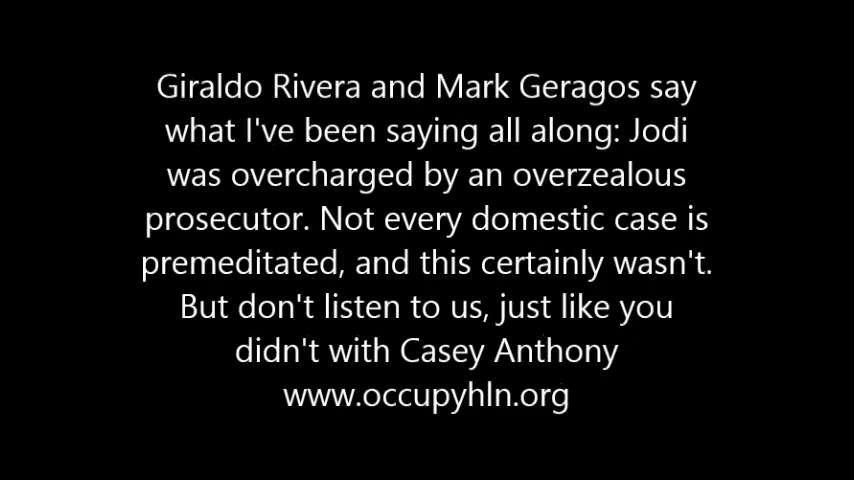 Giraldo Rivera and Mark Geragos say
what I've been saying all along: Jodi
was overcharged by an overzealous
prosecutor. Not every domestic case is
premeditated, and this certainly wasn't.
But don't listen to us, just like you
didn't with Casey Anthony
www.occupyhln.org